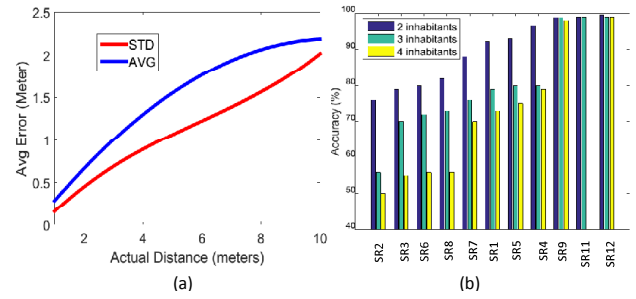 (a)
2.5
2
1.5
1
0.5
0
2 4 6 8 10
Avg Error (Meter)
Actual Distance (meters)
STD
AVG
(b)
100
90
80
70
60
50
40
Accuracy (%)
2 inhabitants
3 inhabitants
4 inhabitants
SR2 SR3 SR6 SR8 SR7 SR1 SR5 SR4 SR9 SR11 SR12
(a) (b)